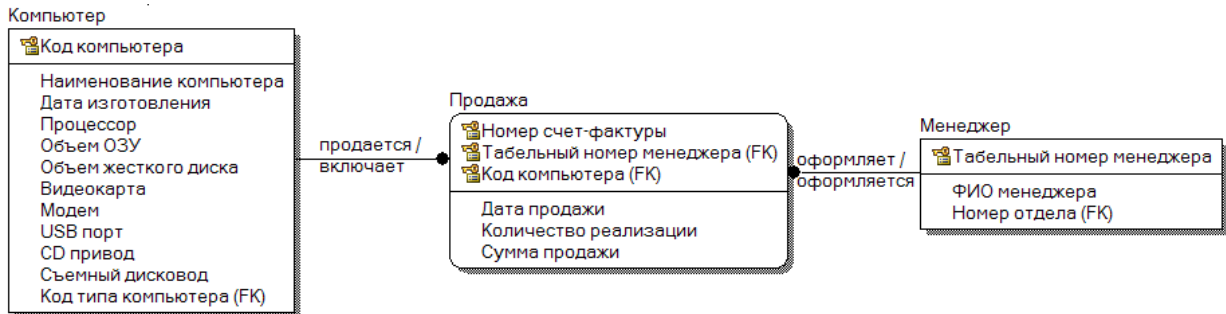 Компьютер
Код компьютера
Наименование компьютера
Дата изготовления
Процессор
Объем ОЗУ
Объем жесткого диска
Видеокарта
Модем
USB порт
CD привод
Съемный дисковод
Код типа компьютера (FK)
продается /
включает
Продажа
Номер счет-фактуры
Табельный номер менеджера (FK)
Код компьютера (FK)
Дата продажи
Количество реализации
Сумма продажи
оформляет /
оформляется
Менеджер
Табельный номер менеджера
ФИО менеджера
Номер отдела (FK)